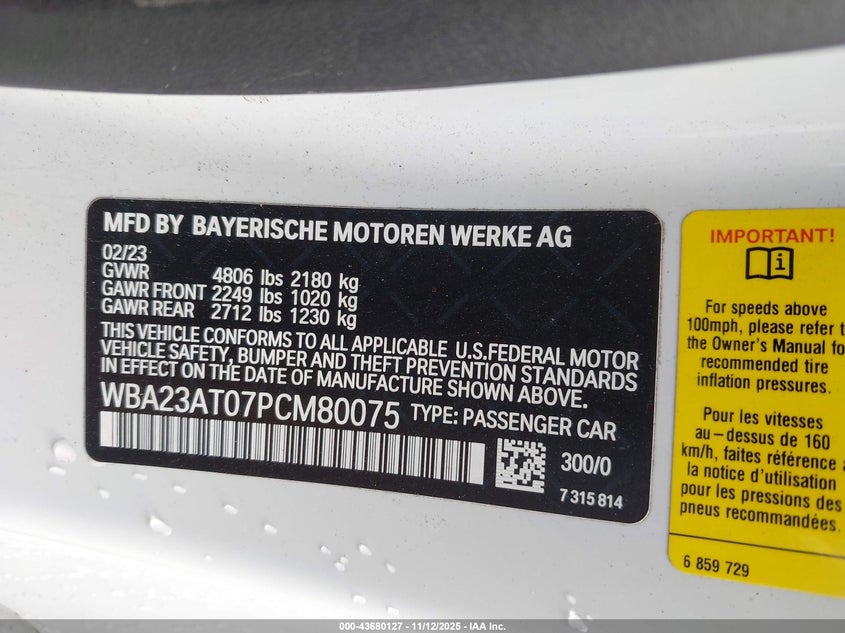 MFD BY BAYERISCHE MOTOREN WERKE AG
02/23
GVWR 4806 lbs 2180 kg
GAWR FRONT 2249 lbs 1020 kg
GAWR REAR 2712 lbs 1230 kg
THIS VEHICLE CONFORMS TO ALL APPLICABLE U.S.FEDERAL MOTOR
VEHICLE SAFETY, BUMPER AND THEFT PREVENTION STANDARDS
IN EFFECT ON THE DATE OF MANUFACTURE SHOWN ABOVE.
WBA23AT07PCM80075 TYPE: PASSENGER CAR
300/0
7 315 814
IMPORTANT!
For speeds above
100mph, please refer t
the Owner's Manual fo
recommended tire
inflation pressures.
Pour les vitesses
au–dessus de 160
km/h, faites référence à
la notice d'utilisation
pour les pressions des
pneus recommandées.
6 859 729
000-43680127 - 11/12/2025 - IAA Inc.